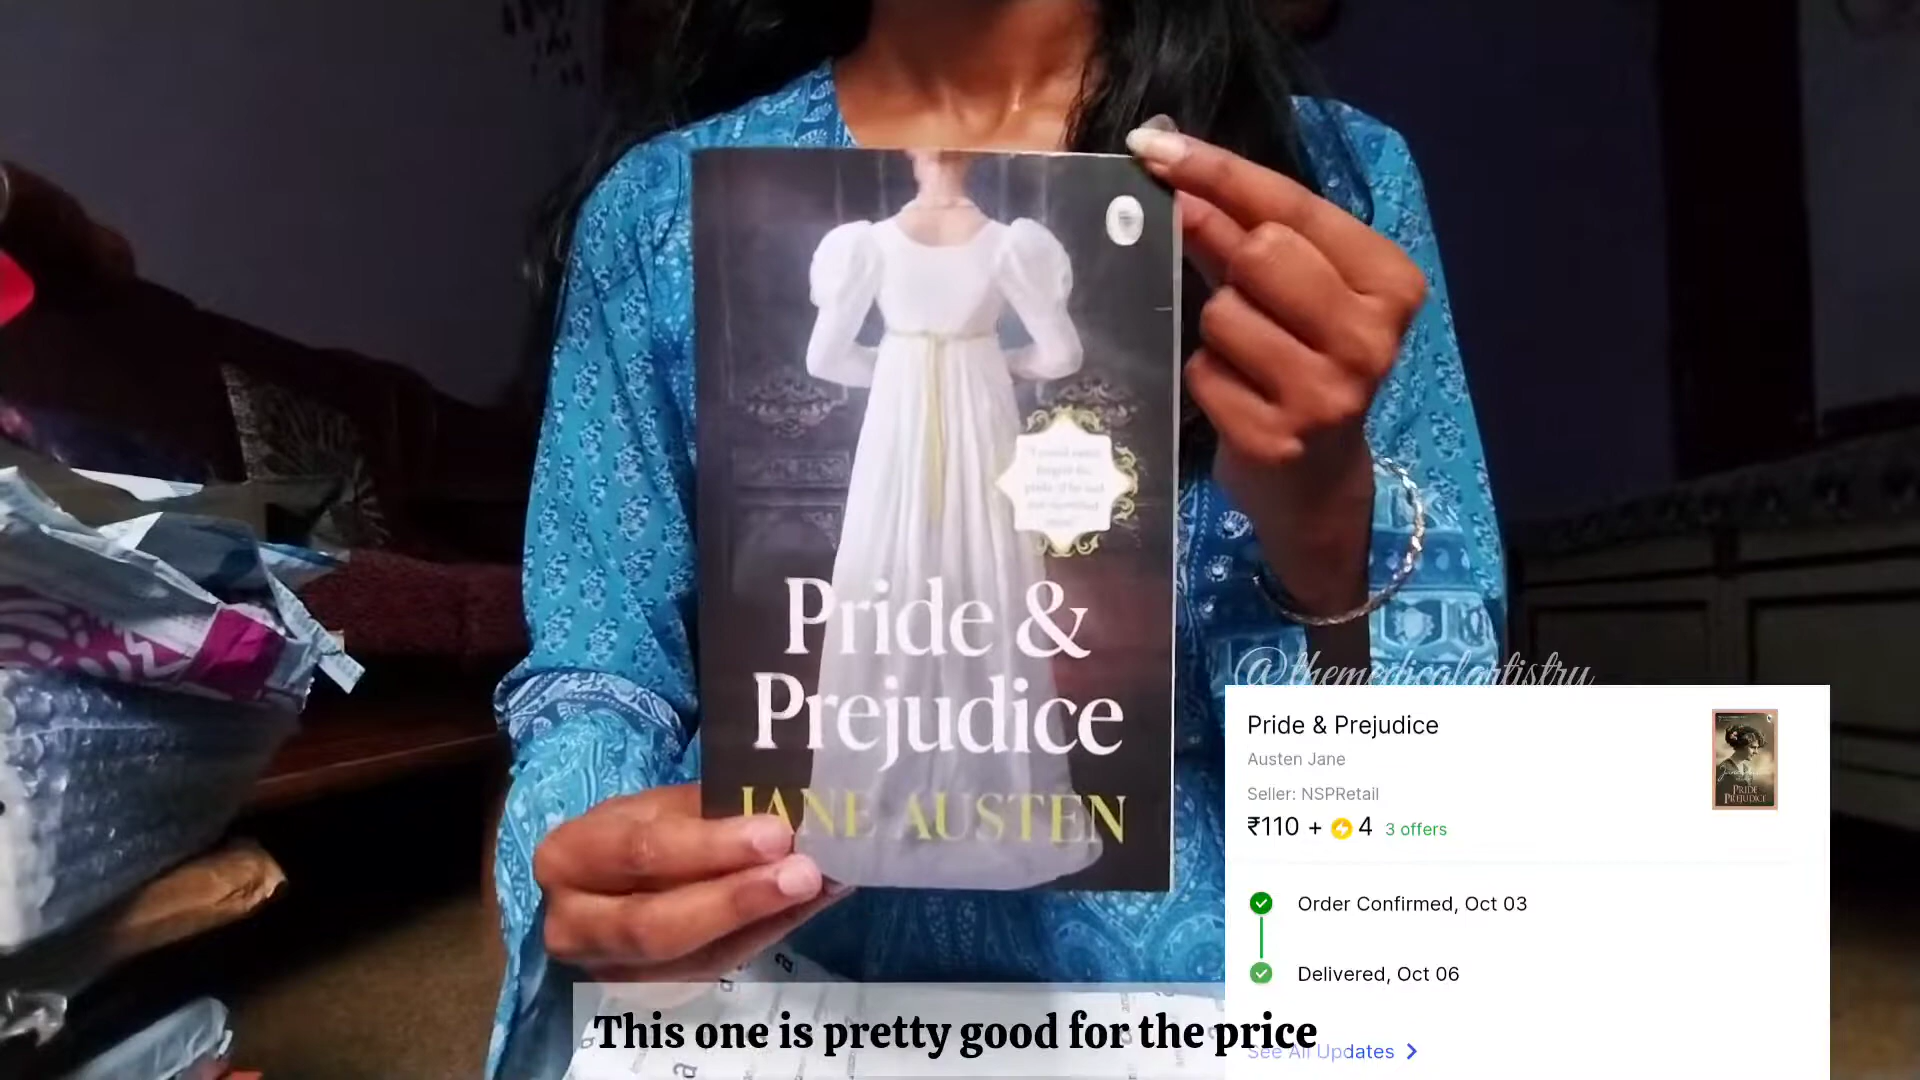 Pride &
Prejudice
JANE AUSTEN
@themedicalartistry
Pride & Prejudice
Austen Jane
Seller: NSPRetail
₹110 + 4 3 offers
PRIDE
PREJUDICE
Order Confirmed, Oct 03
Delivered, Oct 06
See All Updates
This one is pretty good for the price